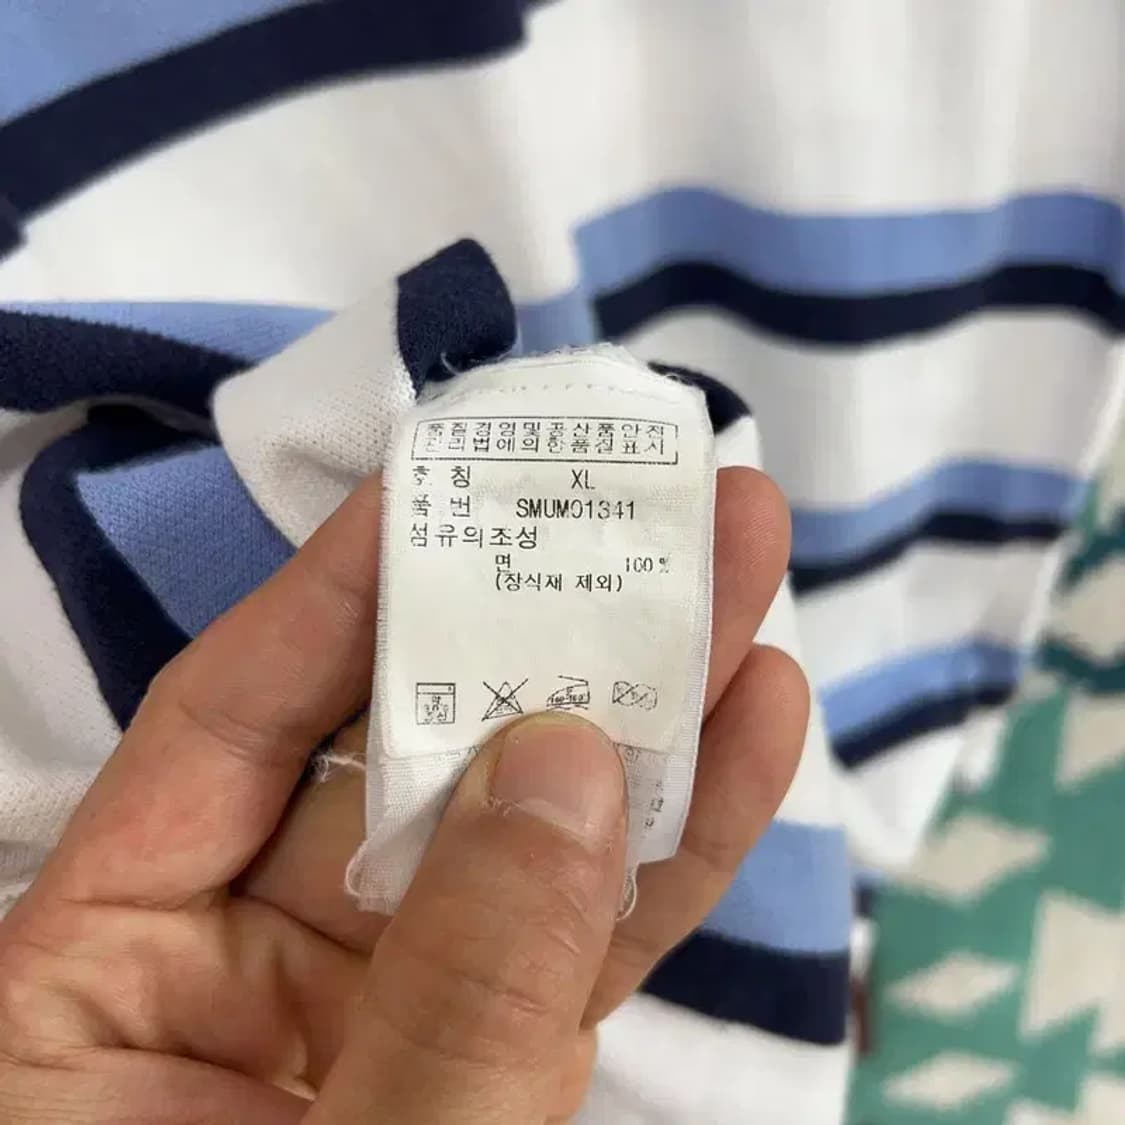 품질경영및공산품안전
관리법에의한품질표시
호 칭 XL
품 번 SMUM01341
섬유의조성
면 100%
(장식재 제외)